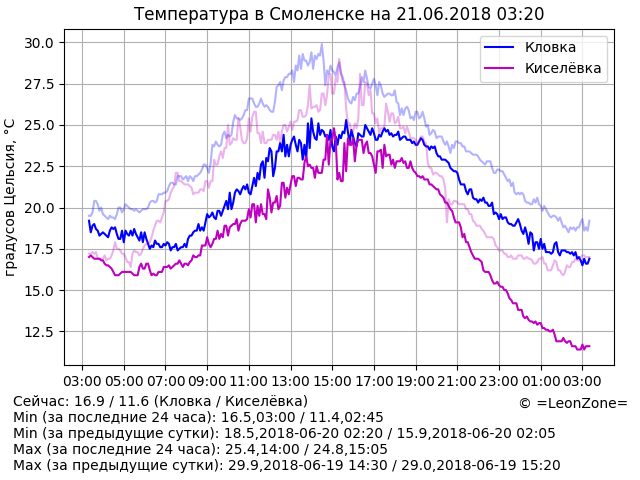 Температура в Смоленске на 21.06.2018 03:20
Кловка
Киселёвка
градусов Цельсия, °C
30.0
27.5
25.0
22.5
20.0
17.5
15.0
12.5
03:00 05:00 07:00 09:00 11:00 13:00 15:00 17:00 19:00 21:00 23:00 01:00 03:00
Сейчас: 16.9 / 11.6 (Кловка / Киселёвка)
© =LeonZone=
Min (за последние 24 часа): 16.5,03:00 / 11.4,02:45
Min (за предыдущие сутки): 18.5,2018-06-20 02:20 / 15.9,2018-06-20 02:05
Max (за последние 24 часа): 25.4,14:00 / 24.8,15:05
Max (за предыдущие сутки): 29.9,2018-06-19 14:30 / 29.0,2018-06-19 15:20